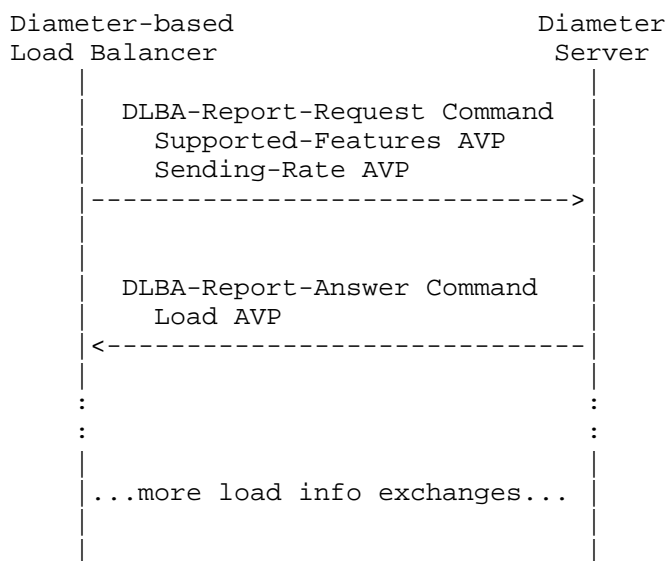 Diameter-based Diameter
Load Balancer Server
DLBA-Report-Request Command
Supported-Features AVP
Sending-Rate AVP
DLBA-Report-Answer Command
Load AVP
...more load info exchanges...